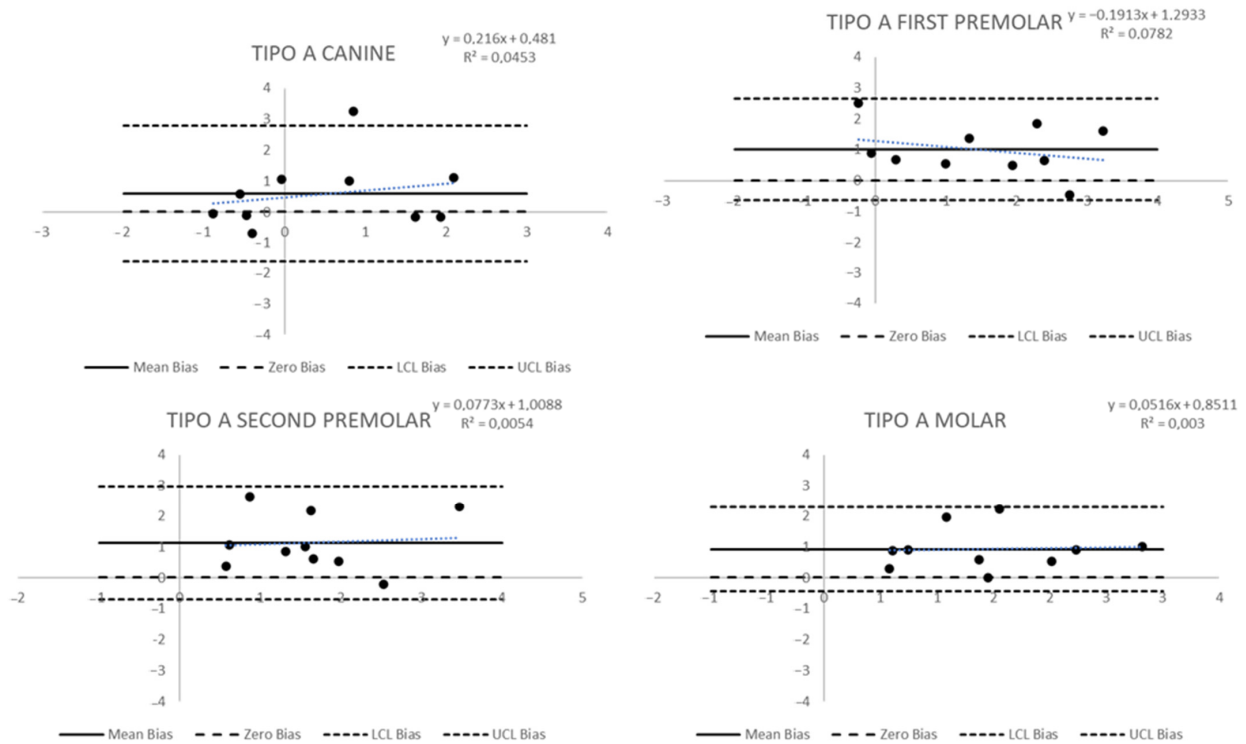 TIPO A CANINE
y = 0,216x + 0,481
R² = 0,0453
4
3
2
1
0
−1
−2
−3
−4
−3 −2 −1 0 1 2 3 4
Mean Bias Zero Bias LCL Bias UCL Bias
TIPO A FIRST PREMOLAR
y = −0.1913x + 1.2933
R² = 0,0782
4
3
2
1
0
−1
−2
−3
−4
−3 −2 −1 0 1 2 3 4 5
Mean Bias Zero Bias LCL Bias UCL Bias
TIPO A SECOND PREMOLAR
y = 0,0773x + 1,0088
R² = 0,0054
4
3
2
1
0
−1
−2
−3
−4
−2 −1 0 1 2 3 4 5
Mean Bias Zero Bias LCL Bias UCL Bias
TIPO A MOLAR
y = 0,0516x + 0,8511
R² = 0,003
4
3
2
1
0
−1
−2
−3
−4
−2 −1 −1 0 1 1 2 2 3 3 4
Mean Bias Zero Bias LCL Bias UCL Bias